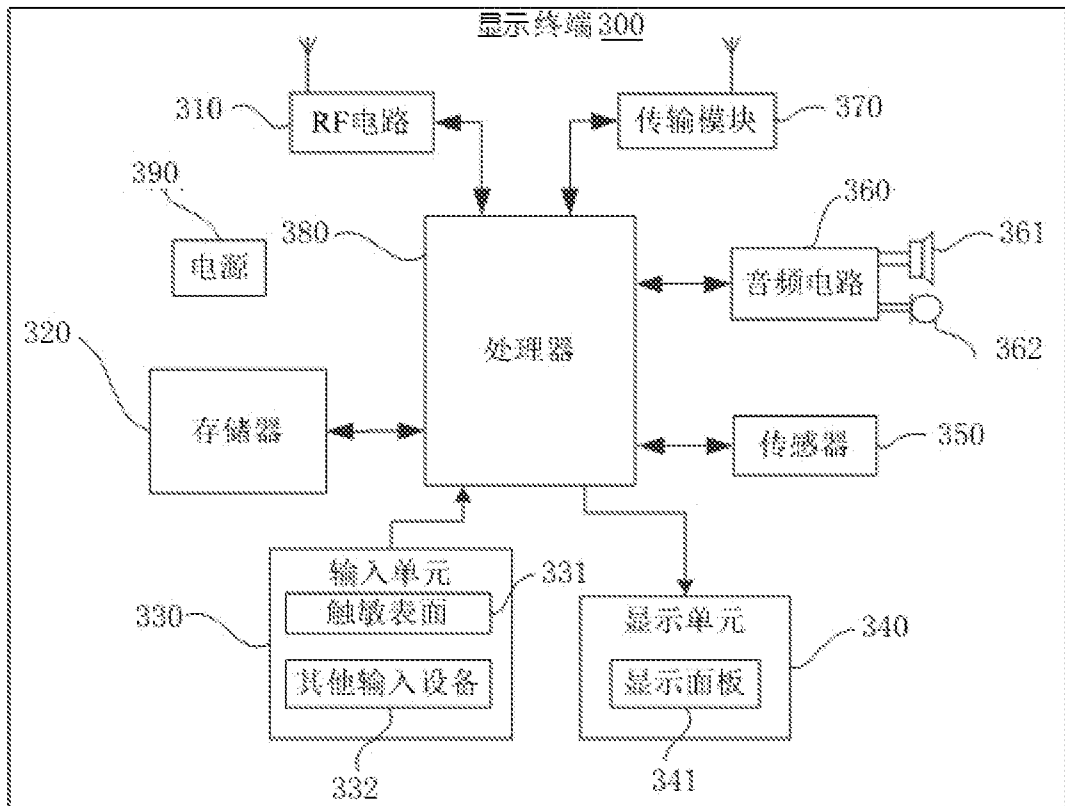 显示终端 300
310
RF电路
传输模块
370
390
电源
380
处理器
360
音频电路
361
362
320
存储器
传感器
350
330
输入单元
331
触敏表面
其他输入设备
332
显示单元
340
显示面板
341